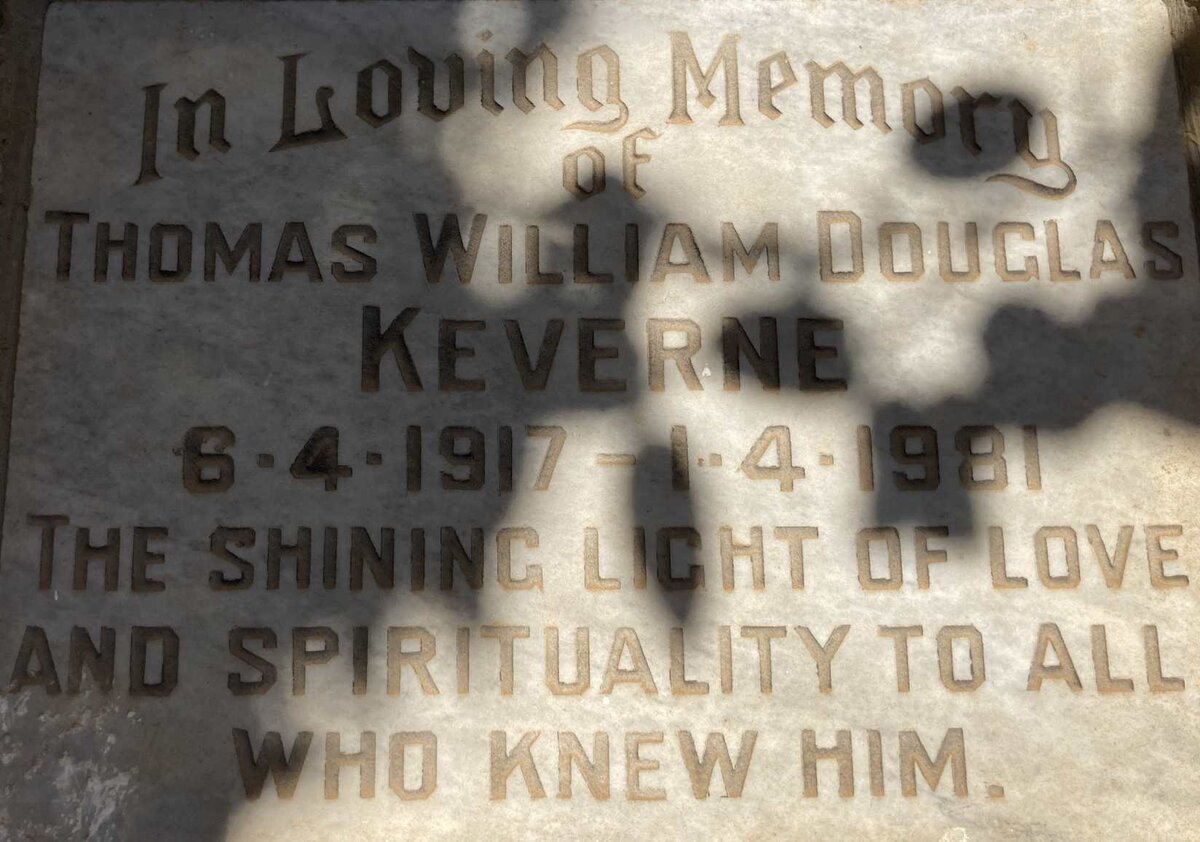 In Loving Memory
of
THOMAS WILLIAM DOUGLAS
KEVERNE
6·4·1917 – 1·4·1981
THE SHINING LIGHT OF LOVE
AND SPIRITUALITY TO ALL
WHO KNEW HIM.